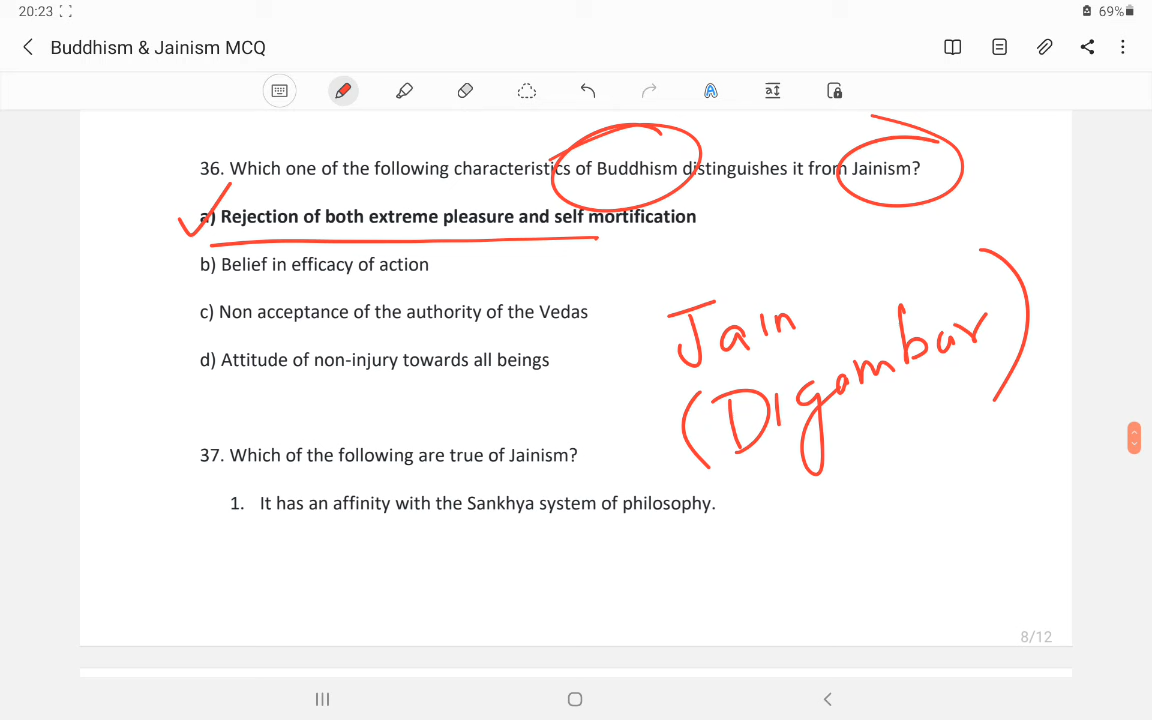 20:23 69%
Buddhism & Jainism MCQ
36. Which one of the following characteristics of Buddhism distinguishes it from Jainism?
a) Rejection of both extreme pleasure and self mortification
b) Belief in efficacy of action
c) Non acceptance of the authority of the Vedas
d) Attitude of non-injury towards all beings
Jain
(Digambar)
37. Which of the following are true of Jainism?
1. It has an affinity with the Sankhya system of philosophy.
8/12